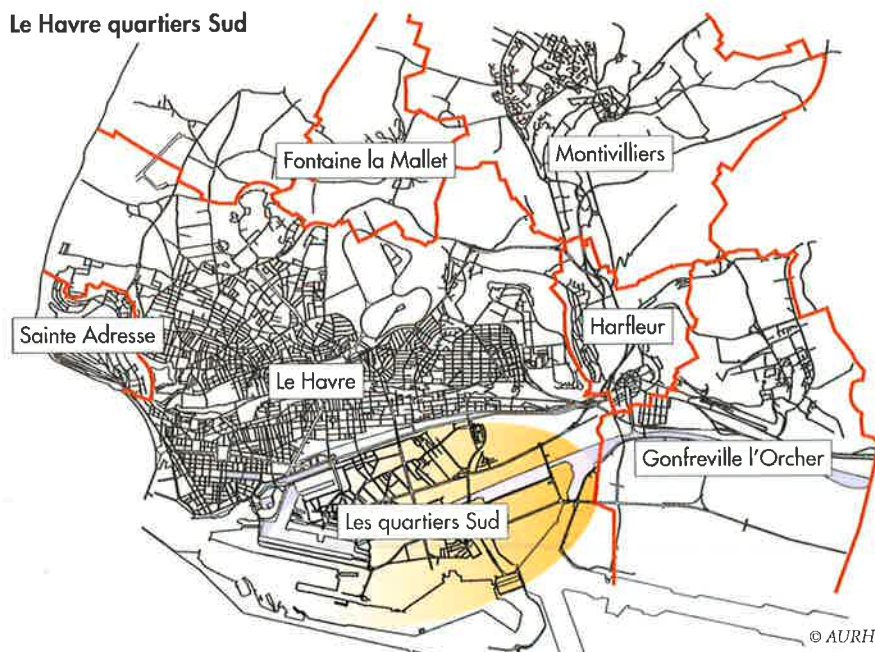 Le Havre quartiers Sud
Fontaine la Mallet
Montivilliers
Sainte Adresse
Harfleur
Le Havre
Gonfreville l'Orcher
Les quartiers Sud
© AURH